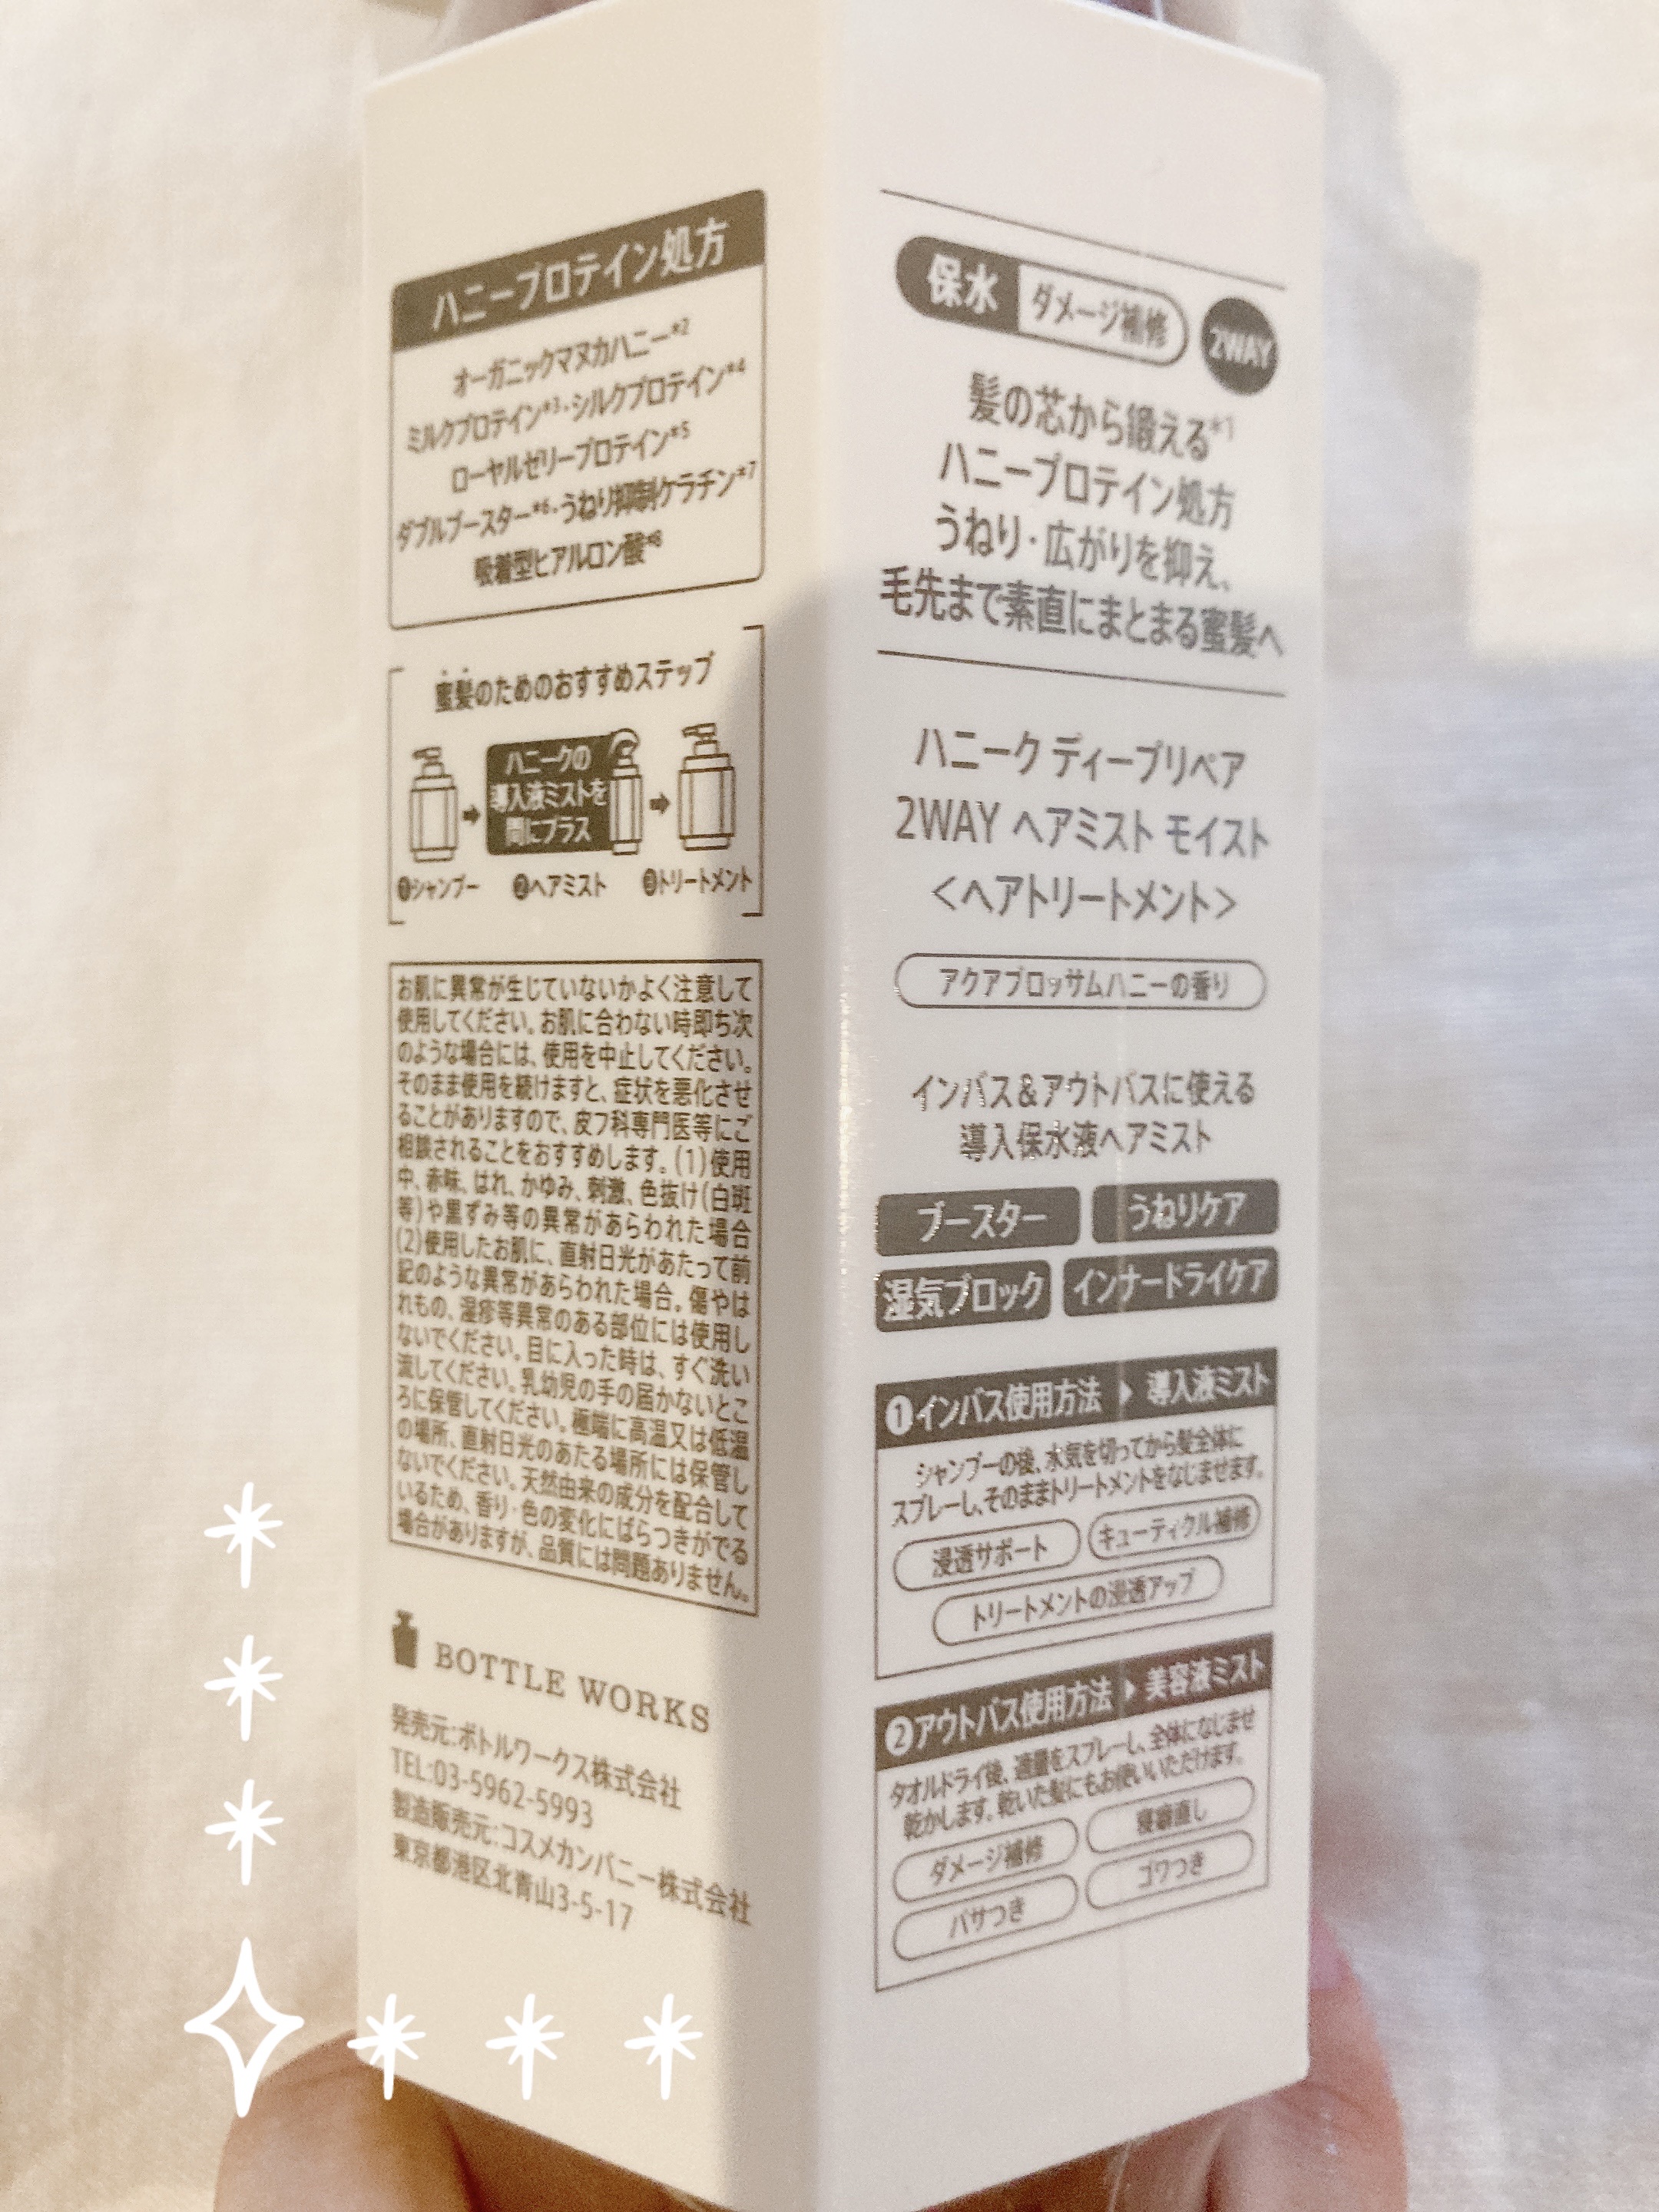 ハニープロテイン処方
オーガニックマヌカハニー*2
ミルクプロテイン*3・シルクプロテイン*4
ローヤルゼリープロテイン*5
ダブルブースター*6・うねり抑制ケラチン*7
吸着型ヒアルロン酸*8
蜜髪のためのおすすめステップ
ハニークの
導入液ミストを
間にプラス
❶シャンプー ❷ヘアミスト ❸トリートメント
お肌に異常が生じていないかよく注意して
使用してください。お肌に合わない時即ち次
のような場合には、使用を中止してください。
そのまま使用を続けますと、症状を悪化させ
ることがありますので、皮フ科専門医等にご
相談されることをおすすめします。(1)使用
中、赤味、はれ、かゆみ、刺激、色抜け(白斑
等)や黒ずみ等の異常があらわれた場合
(2)使用したお肌に、直射日光があたって前
記のような異常があらわれた場合。傷やは
れもの、湿疹等異常のある部位には使用し
ないでください。目に入った時は、すぐ洗い
流してください。乳幼児の手の届かないとこ
ろに保管してください。極端に高温又は低温
の場所、直射日光のあたる場所には保管し
ないでください。天然由来の成分を配合して
いるため、香り・色の変化にばらつきがでる
場合がありますが、品質には問題ありません。
BOTTLE WORKS
発売元:ボトルワークス株式会社
TEL:03-5962-5993
製造販売元:コスメカンパニー株式会社
東京都港区北青山3-5-17
保水 ダメージ補修 2WAY
髪の芯から鍛える*1
ハニープロテイン処方
うねり・広がりを抑え、
毛先まで素直にまとまる蜜髪へ
ハニーク ディープリペア
2WAY ヘアミスト モイスト
<ヘアトリートメント>
アクアブロッサムハニーの香り
インバス&アウトバスに使える
導入保水液ヘアミスト
ブースター うねりケア
湿気ブロック インナードライケア
❶インバス使用方法 ▶ 導入液ミスト
シャンプーの後、水気を切ってから髪全体に
スプレーし、そのままトリートメントをなじませます。
浸透サポート キューティクル補修
トリートメントの浸透アップ
❷アウトバス使用方法 ▶ 美容液ミスト
タオルドライ後、適量をスプレーし、全体になじませ
乾かします。乾いた髪にもお使いいただけます。
ダメージ補修 寝癖直し
パサつき ゴワつき